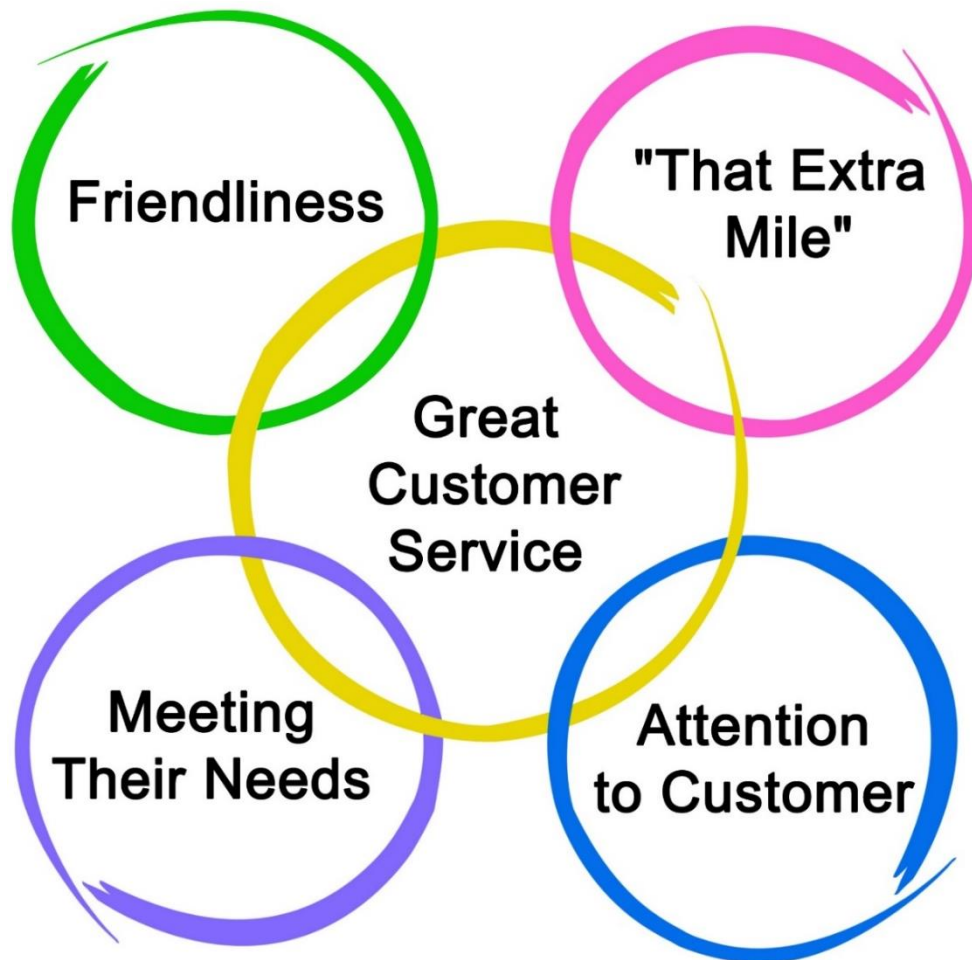 Friendliness
"That Extra
Mile"
Great
Customer
Service
Meeting
Their Needs
Attention
to Customer